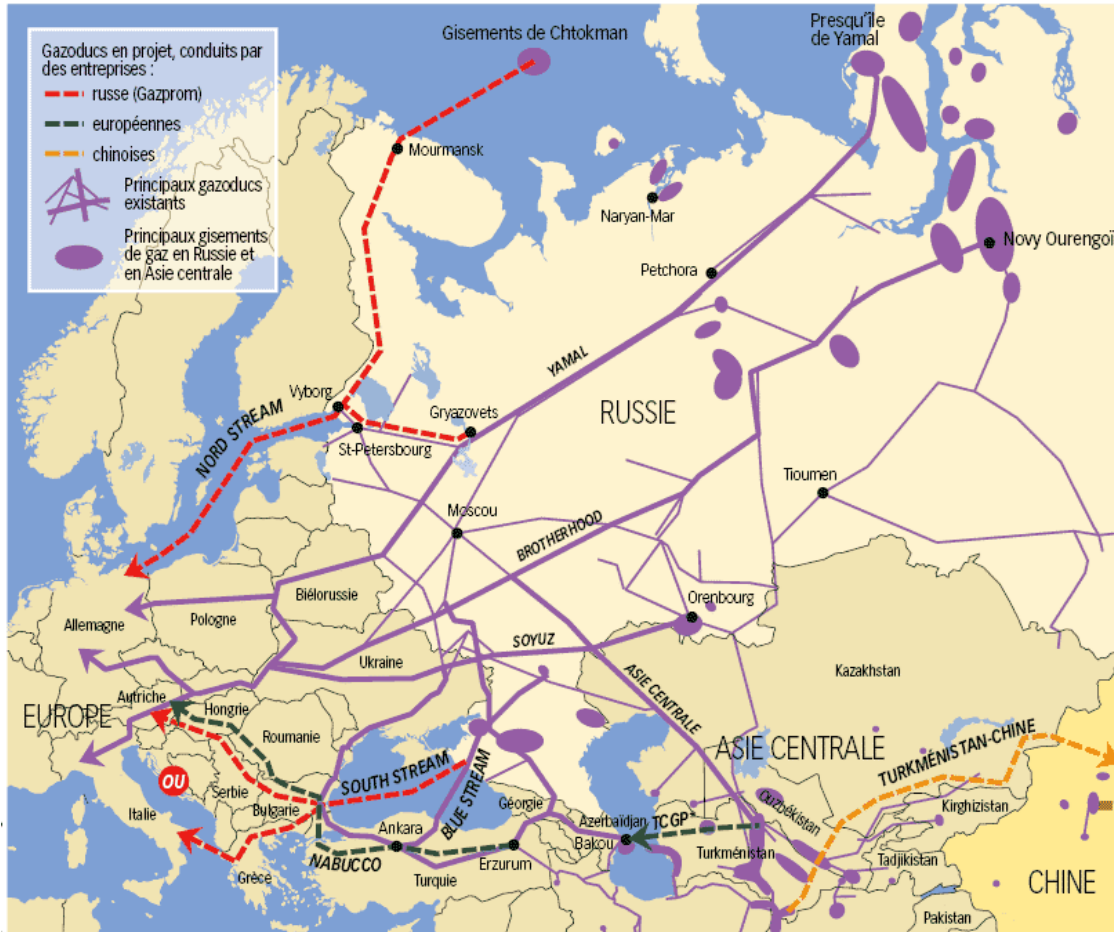 Gazoducs en projet, conduits par
des entreprises :
russe (Gazprom)
européennes
chinoises
Principaux gazoducs
existants
Principaux gisements
de gaz en Russie et
en Asie centrale
Gisements de Chtokman
Presqu'île
de Yamal
Mourmansk
Naryan-Mar
Novy Ourengoï
Petchora
YAMAL
Vyborg
Gryazovets
RUSSIE
NORD STREAM
St-Petersbourg
Tioumen
Moscou
BROTHERHOOD
Biélorussie
Orenbourg
Allemagne
Pologne
SOYUZ
Ukraine
Kazakhstan
ASIE CENTRALE
Autriche
Hongrie
EUROPE
Roumanie
ASIE CENTRALE
TURKMÉNISTAN-CHINE
OU
SOUTH STREAM
BLUE STREAM
Serbie
Bulgarie
Italie
Géorgie
Ouzbékistan
Kirghizistan
Azerbaïdjan
Bakou
TCGP*
Ankara
Turkménistan
Tadjikistan
NABUCCO
Erzurum
Grèce
Turquie
CHINE
Pakistan